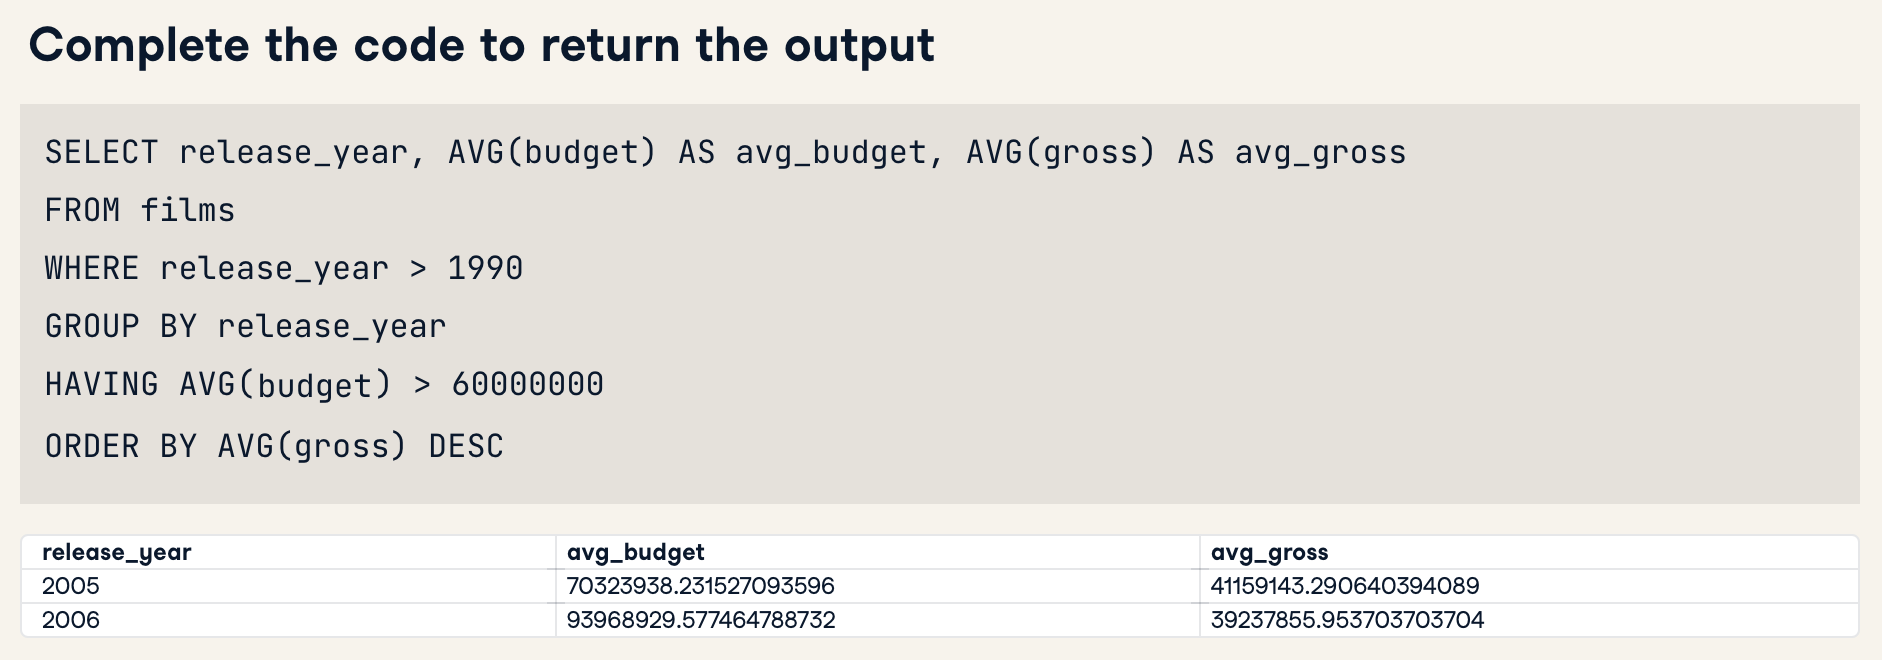 Complete the code to return the output
SELECT release_year, AVG(budget) AS avg_budget, AVG(gross) AS avg_gross
FROM films
WHERE release_year > 1990
GROUP BY release_year
HAVING AVG(budget) > 60000000
ORDER BY AVG(gross) DESC
release_year avg_budget avg_gross
2005 70323938.231527093596 41159143.290640394089
2006 93968929.577464788732 39237855.953703703704